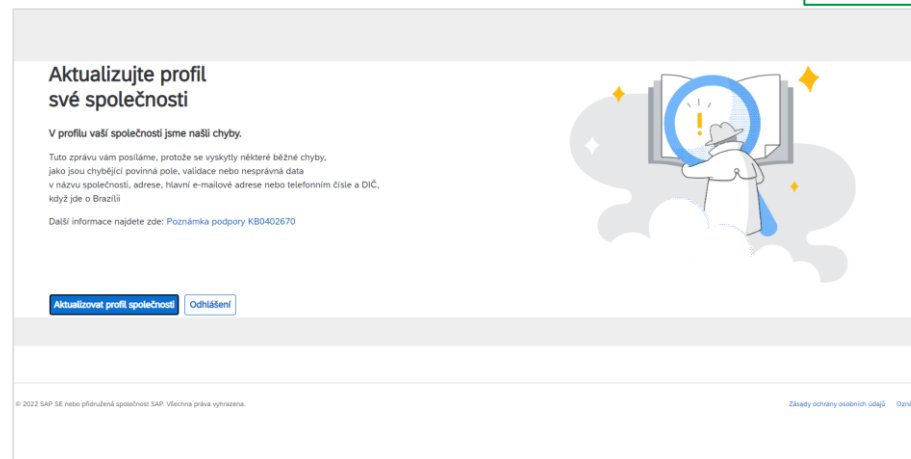 Aktualizujte profil
své společnosti
V profilu vaší společnosti jsme našli chyby.
Tuto zprávu vám posíláme, protože se vyskytly některé běžné chyby,
jako jsou chybějící povinná pole, validace nebo nesprávná data
v názvu společnosti, adrese, hlavní e-mailové adrese nebo telefonním čísle a DIČ,
když jde o Brazílii
Další informace najdete zde: Poznámka podpory KB0402670
Aktualizovat profil společnosti Odhlášení
© 2022 SAP SE nebo přidružená společnost SAP. Všechna práva vyhrazena.
Zásady ochrany osobních údajů